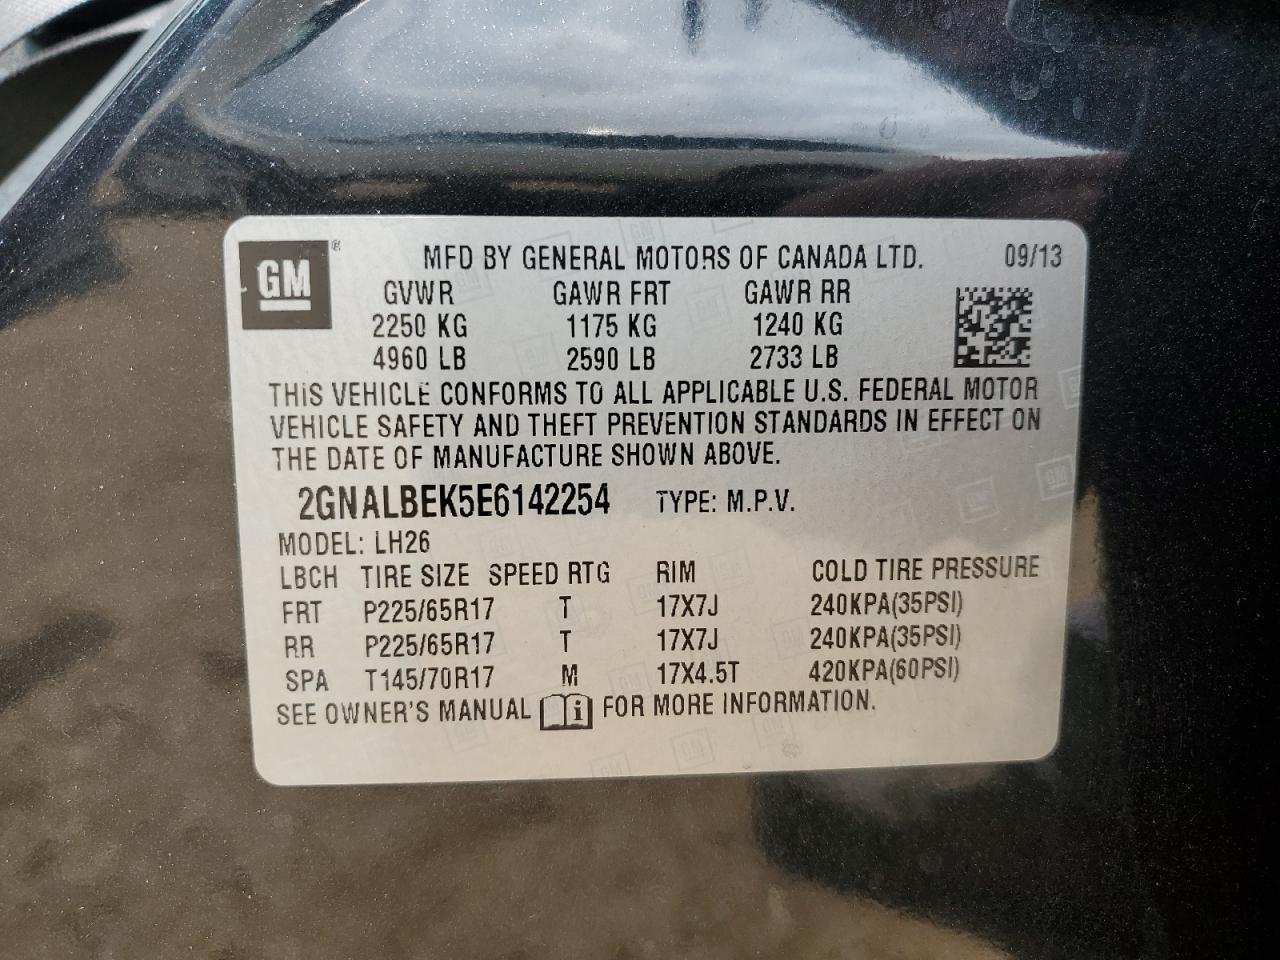 GM ®
MFD BY GENERAL MOTORS OF CANADA LTD. 09/13
GVWR GAWR FRT GAWR RR
2250 KG 1175 KG 1240 KG
4960 LB 2590 LB 2733 LB
THIS VEHICLE CONFORMS TO ALL APPLICABLE U.S. FEDERAL MOTOR
VEHICLE SAFETY AND THEFT PREVENTION STANDARDS IN EFFECT ON
THE DATE OF MANUFACTURE SHOWN ABOVE.
2GNALBEK5E6142254 TYPE: M.P.V.
MODEL: LH26
LBCH TIRE SIZE SPEED RTG RIM COLD TIRE PRESSURE
FRT P225/65R17 T 17X7J 240KPA(35PSI)
RR P225/65R17 T 17X7J 240KPA(35PSI)
SPA T145/70R17 M 17X4.5T 420KPA(60PSI)
SEE OWNER'S MANUAL i FOR MORE INFORMATION.